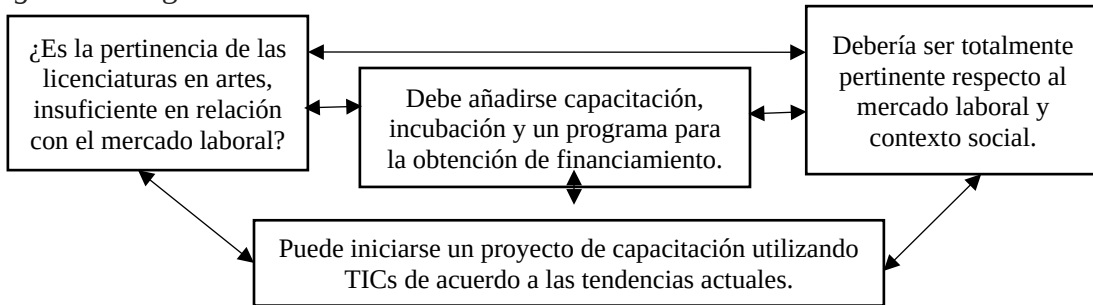 ¿Es la pertinencia de las
licenciaturas en artes,
insuficiente en relación
con el mercado laboral?
Debe añadirse capacitación,
incubación y un programa para
la obtención de financiamiento.
Debería ser totalmente
pertinente respecto al
mercado laboral y
contexto social.
Puede iniciarse un proyecto de capacitación utilizando
TICs de acuerdo a las tendencias actuales.